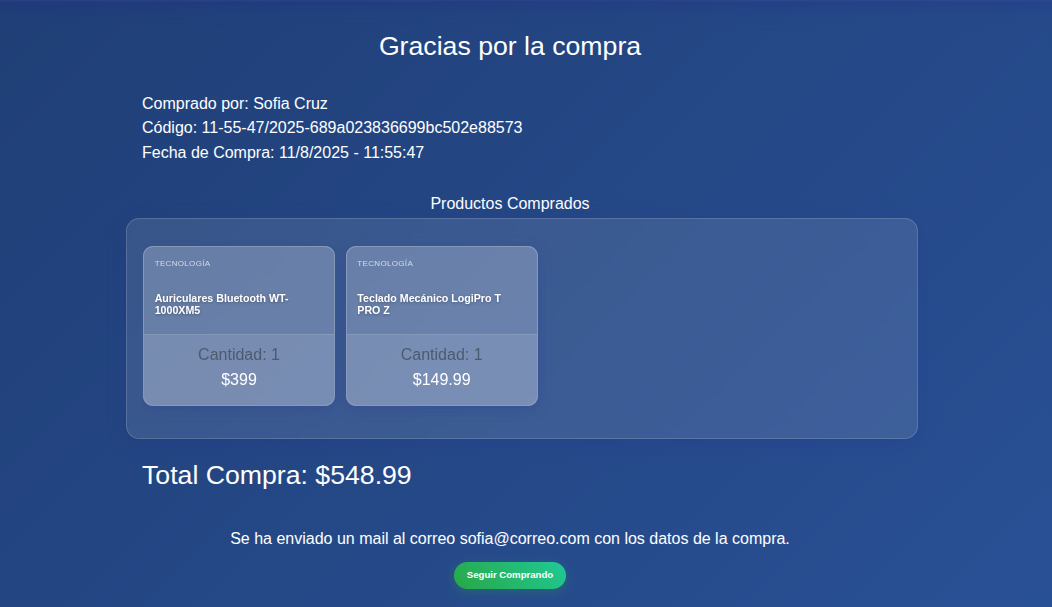 Gracias por la compra
Comprado por: Sofia Cruz
Código: 11-55-47/2025-689a023836699bc502e88573
Fecha de Compra: 11/8/2025 - 11:55:47
Productos Comprados
TECNOLOGÍA
Auriculares Bluetooth WT-
1000XM5
Cantidad: 1
$399
TECNOLOGÍA
Teclado Mecánico LogiPro T
PRO Z
Cantidad: 1
$149.99
Total Compra: $548.99
Se ha enviado un mail al correo sofia@correo.com con los datos de la compra.
Seguir Comprando